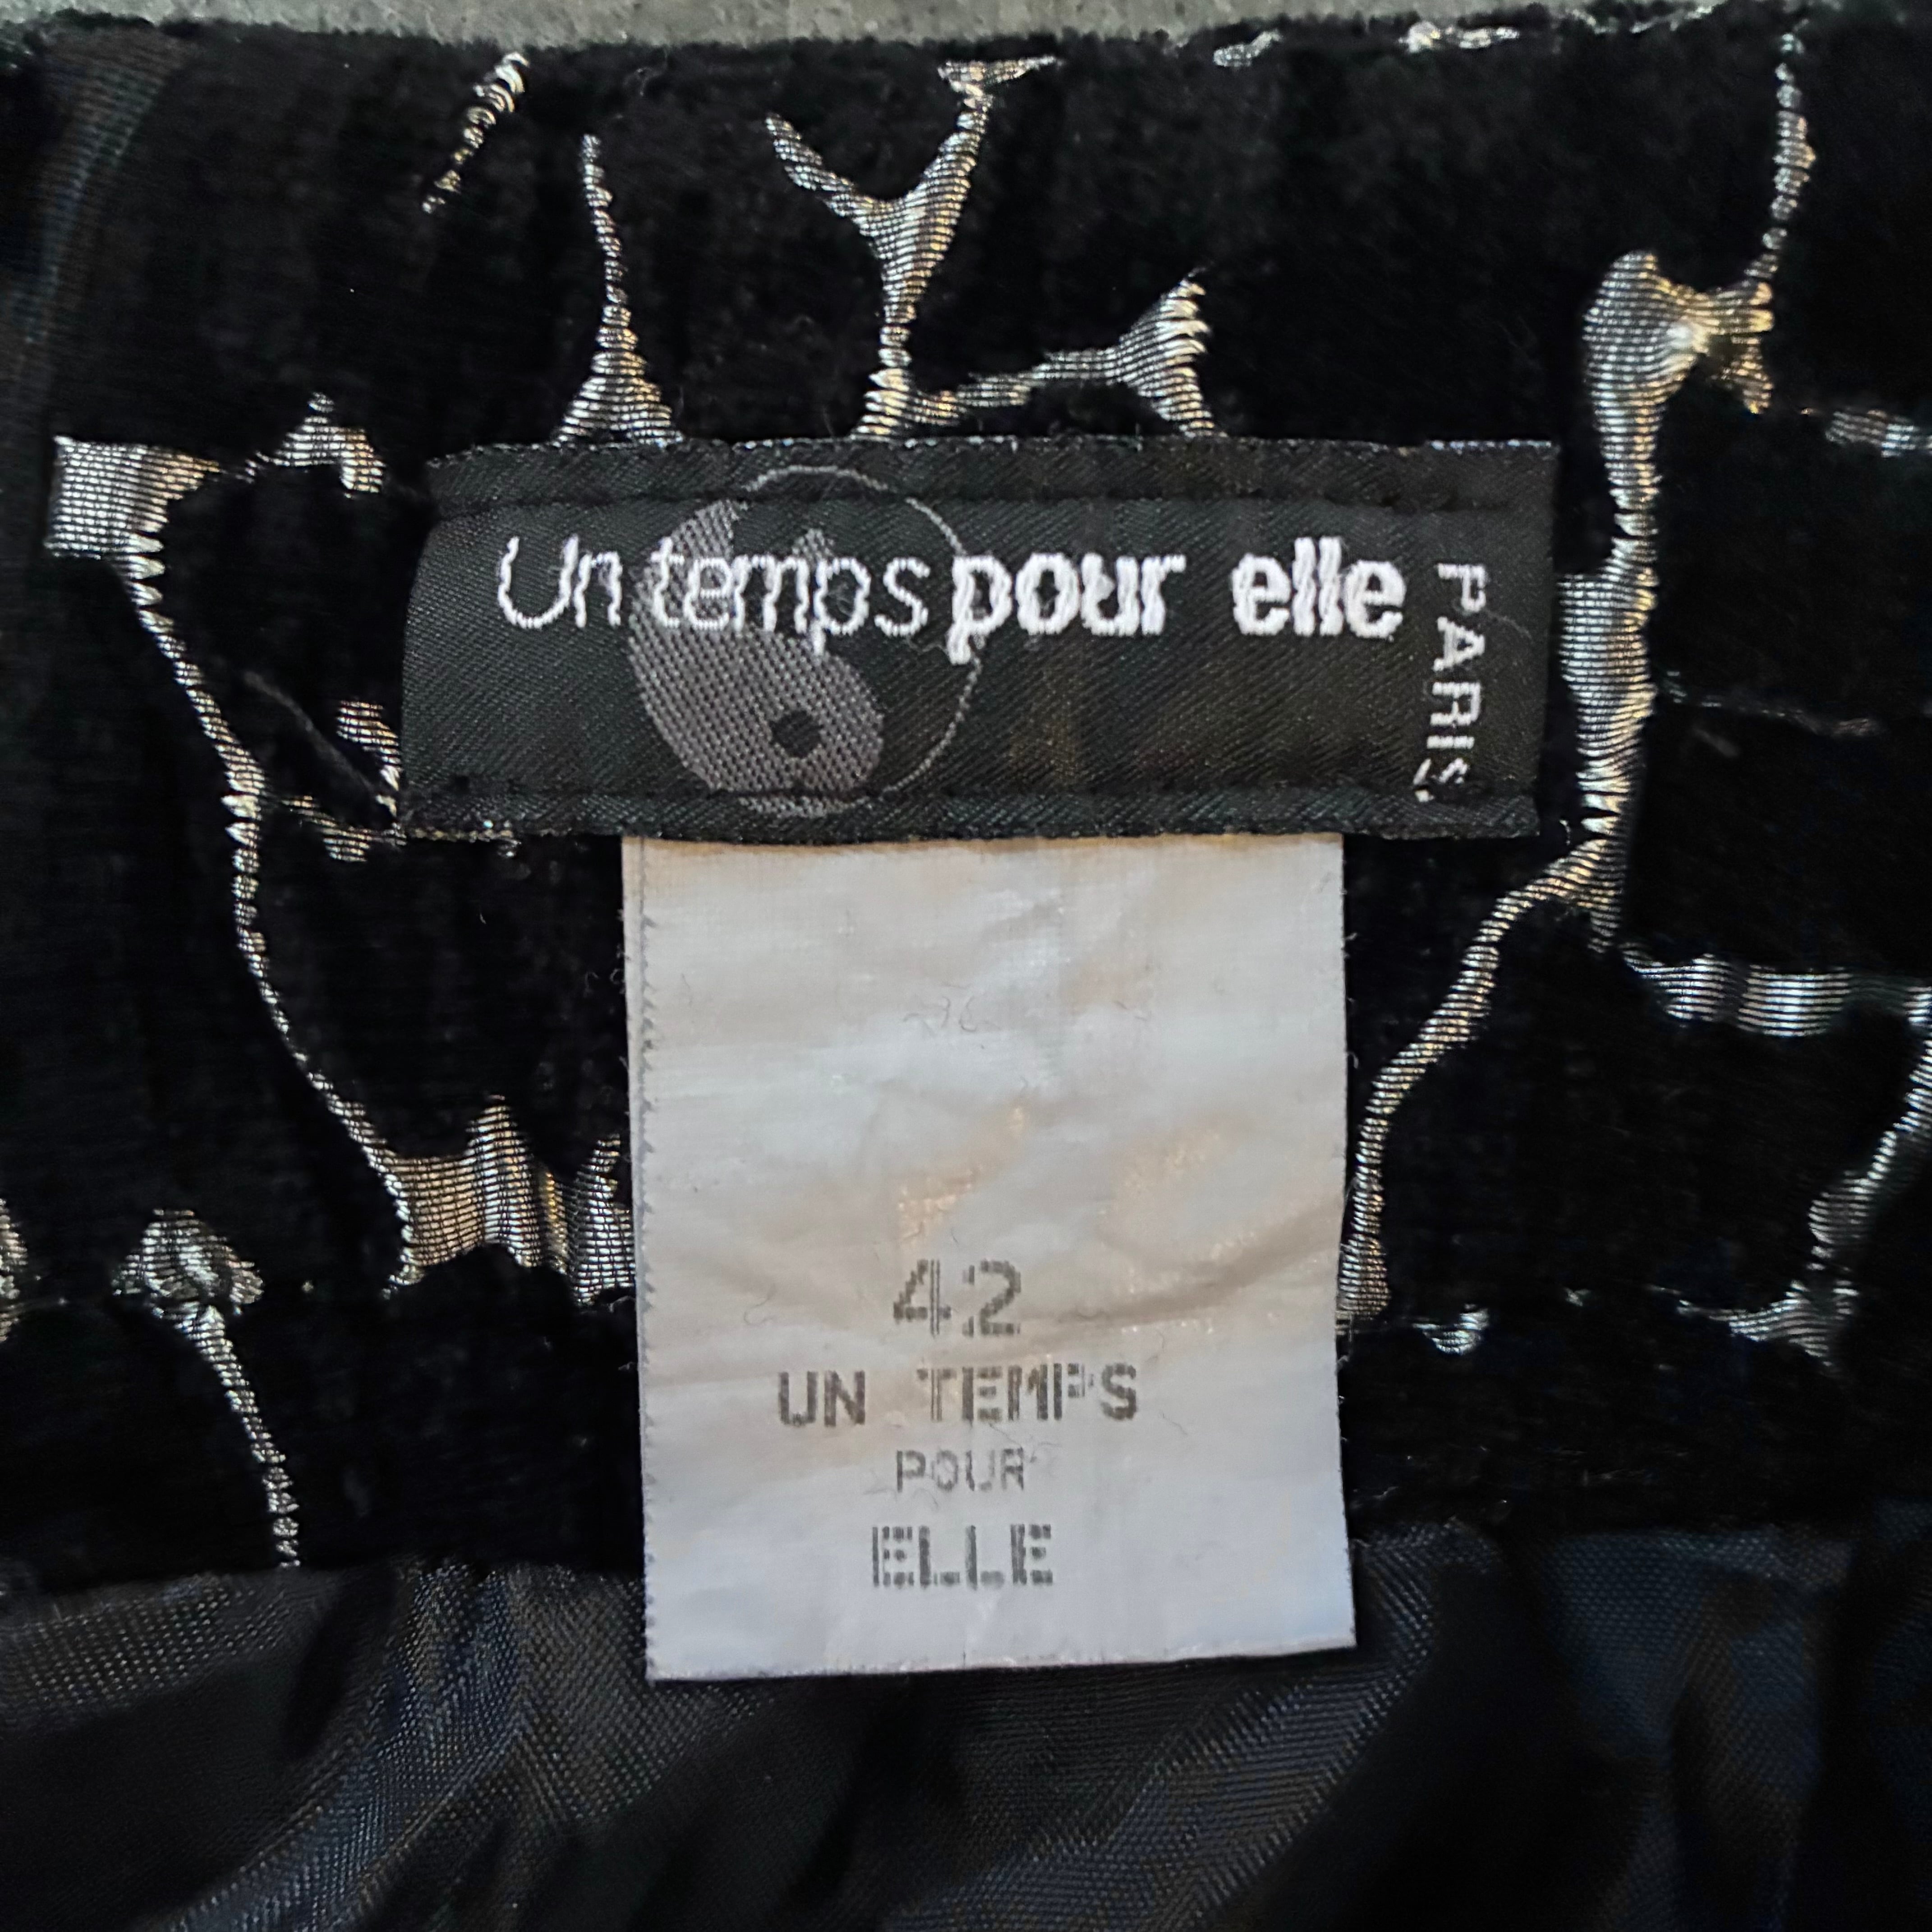 Un temps pour elle
PARIS
42
UN TEMPS
POUR
ELLE